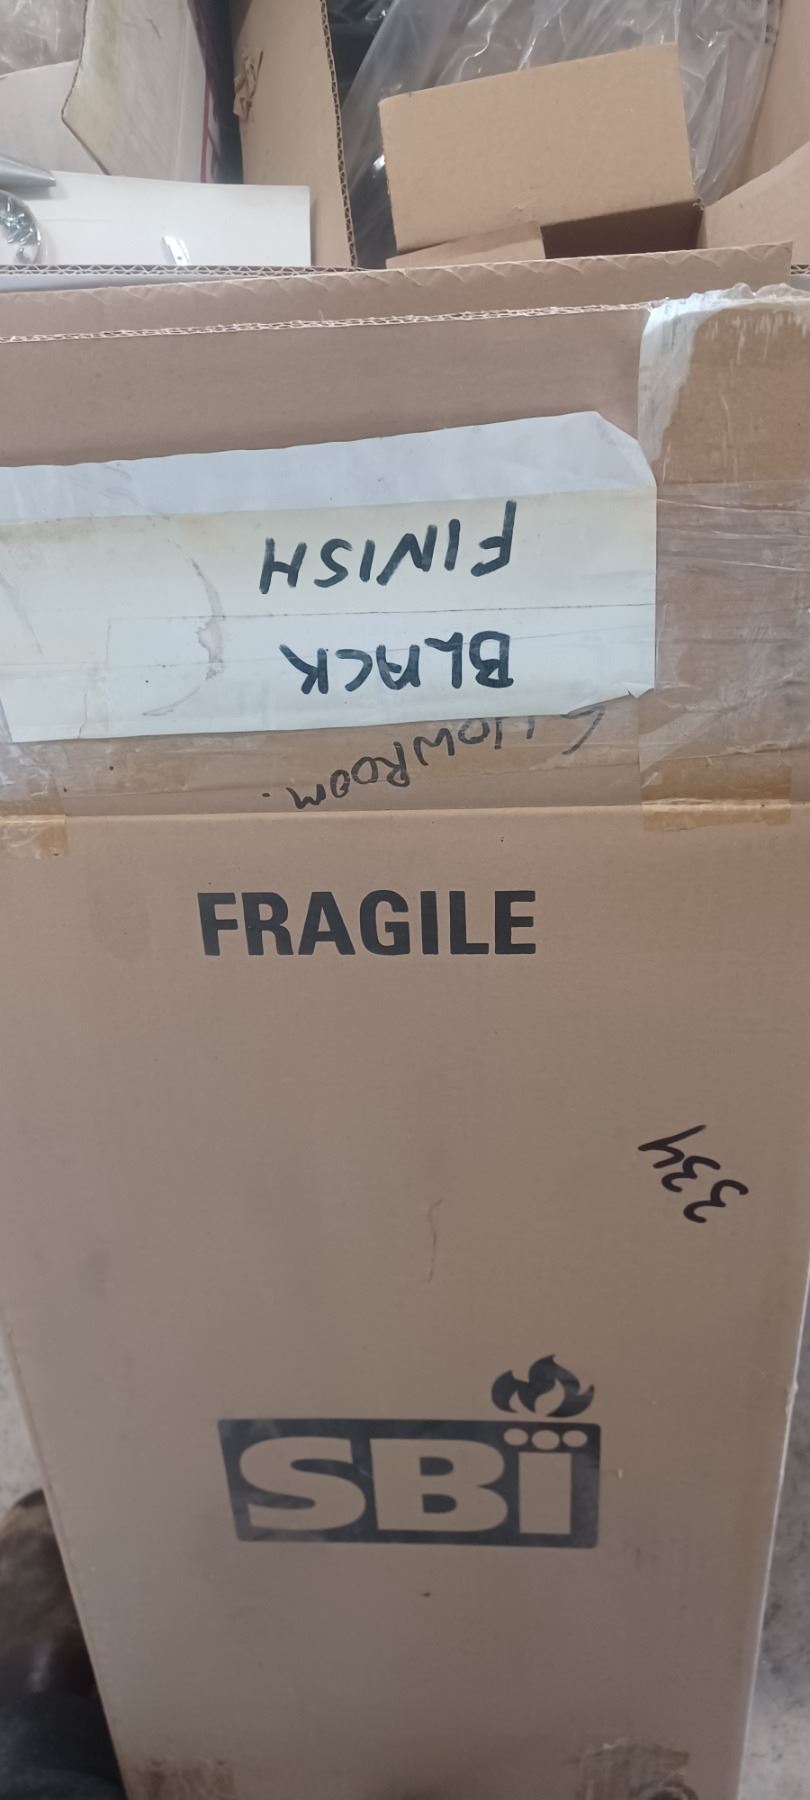 BLACK
FINISH
SHOWROOM.
FRAGILE
334
SBI